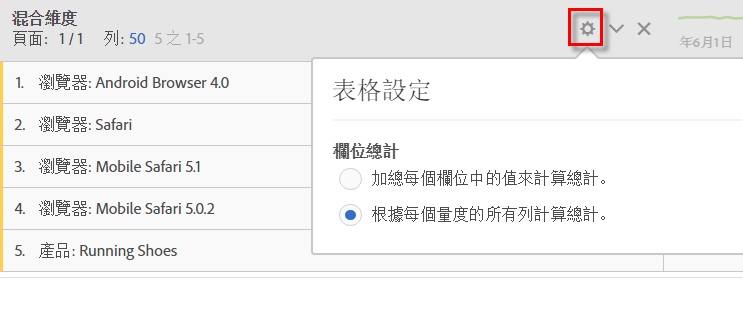 混合維度
頁面: 1 / 1 列: 50 5 之 1-5
年6月1日
1. 瀏覽器: Android Browser 4.0
2. 瀏覽器: Safari
3. 瀏覽器: Mobile Safari 5.1
4. 瀏覽器: Mobile Safari 5.0.2
5. 產品: Running Shoes
表格設定
欄位總計
加總每個欄位中的值來計算總計。
根據每個量度的所有列計算總計。